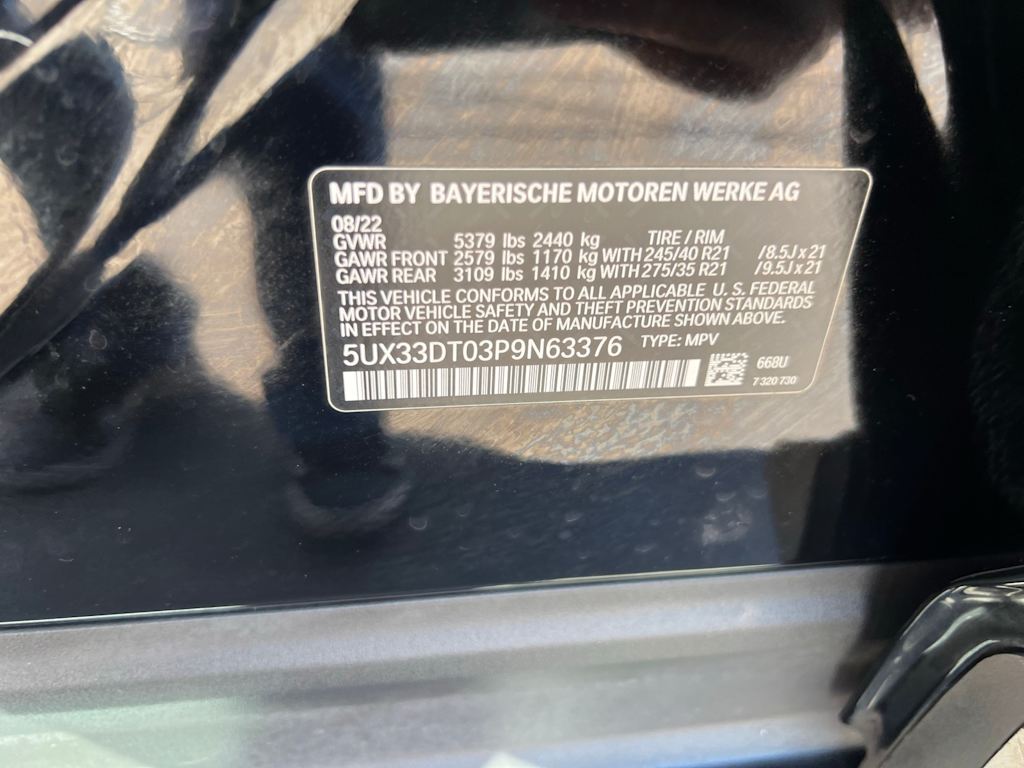 MFD BY BAYERISCHE MOTOREN WERKE AG
08/22
GVWR 5379 lbs 2440 kg TIRE / RIM
GAWR FRONT 2579 lbs 1170 kg WITH 245/40 R21 /8.5J x 21
GAWR REAR 3109 lbs 1410 kg WITH 275/35 R21 /9.5J x 21
THIS VEHICLE CONFORMS TO ALL APPLICABLE U. S. FEDERAL
MOTOR VEHICLE SAFETY AND THEFT PREVENTION STANDARDS
IN EFFECT ON THE DATE OF MANUFACTURE SHOWN ABOVE.
5UX33DT03P9N63376 TYPE: MPV
668U
7 320 730